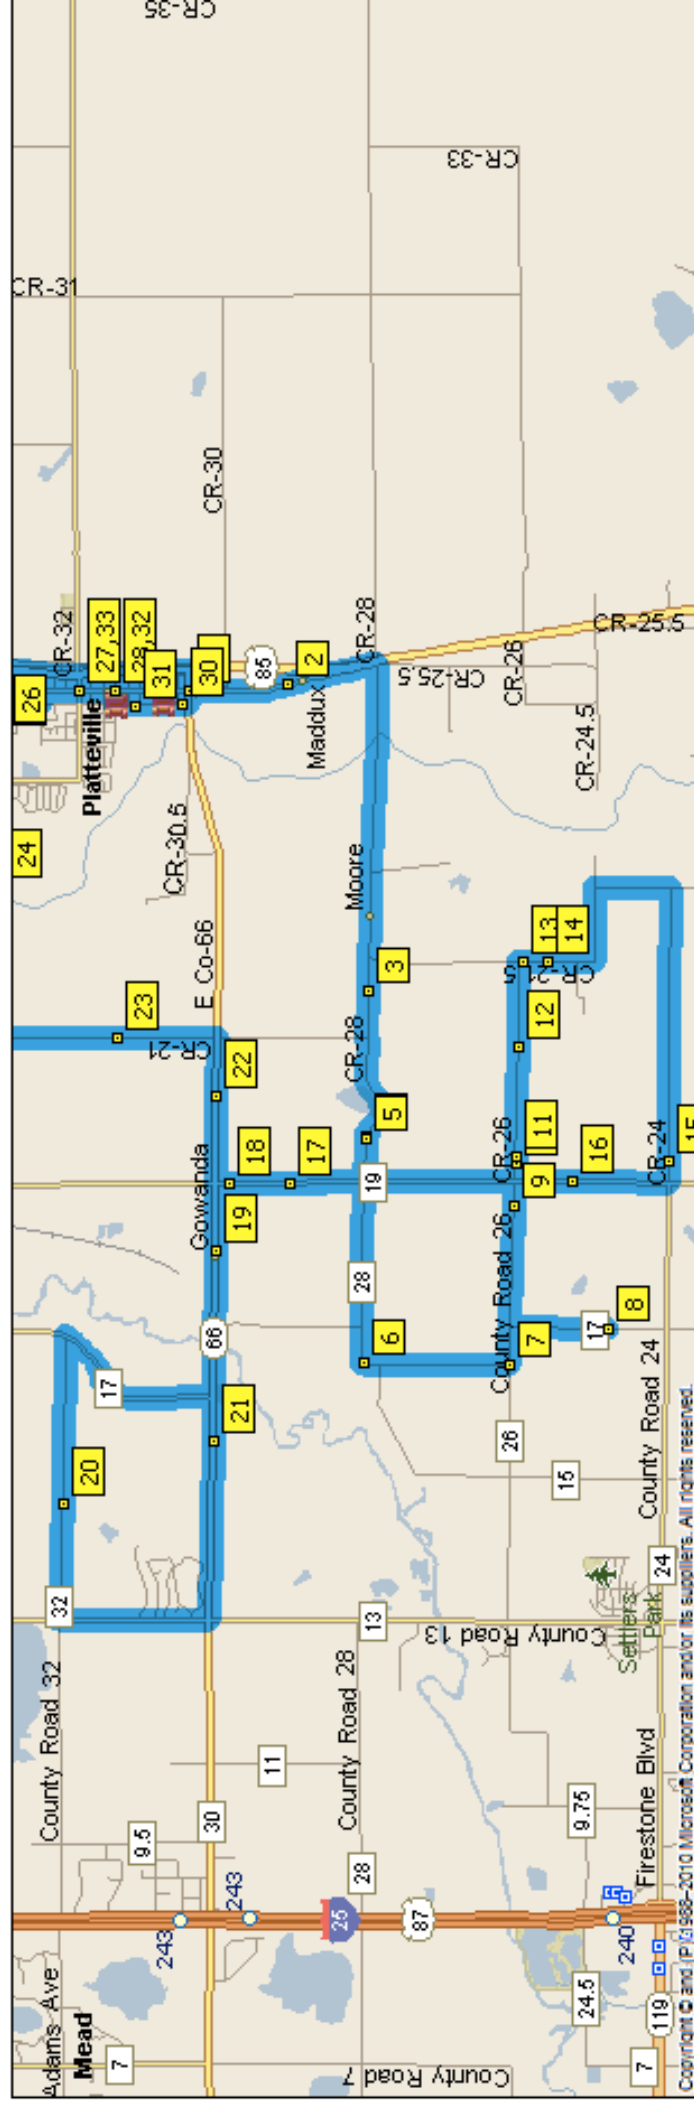 CR-35
CR-33
CR-31
CR-30
CR-32
27,33
28,32
26
31
30
85
2
CR-28
CR-25.5
CR-25.5
CR-26
Maddux
Platteville
CR-24.5
24
CR-30.5
Moore
E Co-66
3
13
14
CR-21.5
23
12
CR-28
CR-21
22
5
11
CR-26
18
17
16
CR-24
15
19
9
Gowanda
19
28
County Road 26
8
66
6
7
17
17
County Road 24
21
26
20
15
24
32
13
County Road 13
Settlers
Park
County Road 32
County Road 28
11
Firestone Blvd
30
9.5
9.75
28
243
243
25
87
240
Adams Ave
Mead
24.5
119
7
County Road 7
7
Copyright © and (P) 1988-2010 Microsoft Corporation and/or its suppliers. All rights reserved.